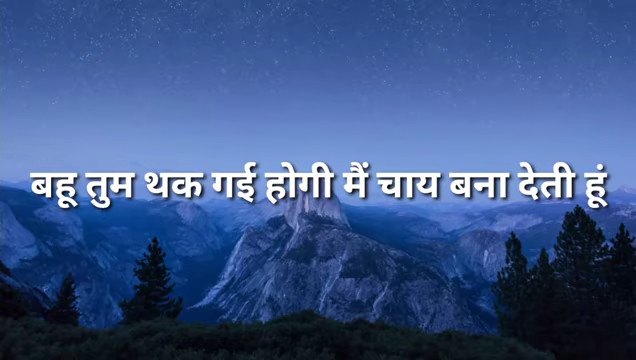 बहू तुम थक गई होगी मैं चाय बना देती हूं